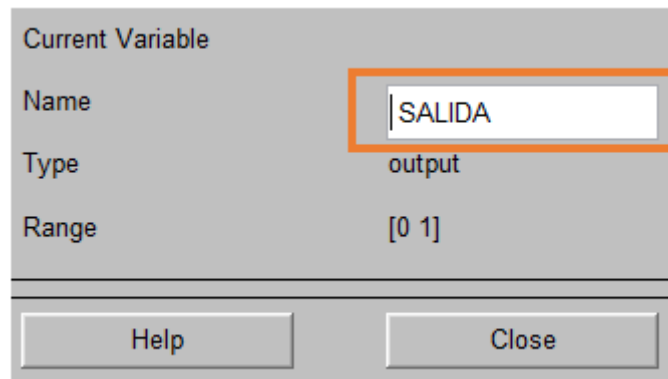 Current Variable
Name SALIDA
Type output
Range [0 1]
Help Close